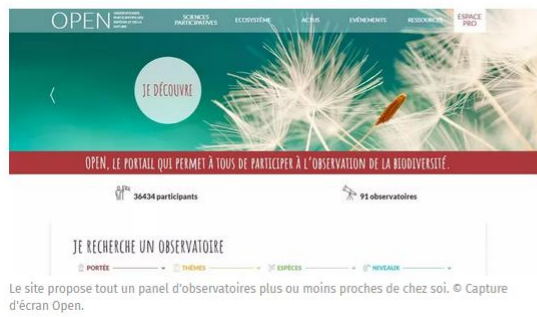 OPEN
SCIENCES PARTICIPATIVES
ECOSYSTÈME
ACTUS
EVÈNEMENTS
RESSOURCES
ESPACE PRO
JE DÉCOUVRE
OPEN, LE PORTAIL QUI PERMET À TOUS DE PARTICIPER À L'OBSERVATION DE LA BIODIVERSITÉ.
36434 participants
91 observatoires
JE RECHERCHE UN OBSERVATOIRE
PORTÉE
THÈMES
ESPÈCES
NIVEAUX
Le site propose tout un panel d'observatoires plus ou moins proches de chez soi. © Capture
d'écran Open.